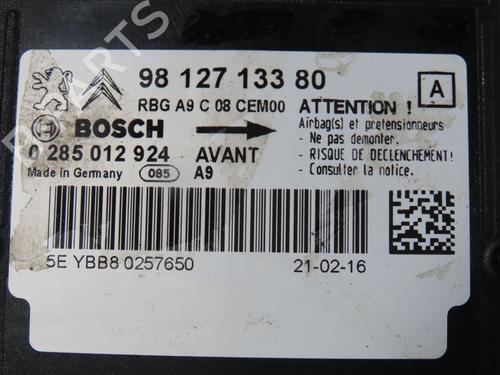 98 127 133 80
A
RBG A9 C 08 CEM00
ATTENTION !
BOSCH
Airbag(s) et pretensionneurs
- Ne pas demonter.
0 285 012 924
AVANT
- RISQUE DE DECLENCHEMENT!
Made in Germany
085
A9
- Consulter la notice.
5E YBB8 0257650
21-02-16